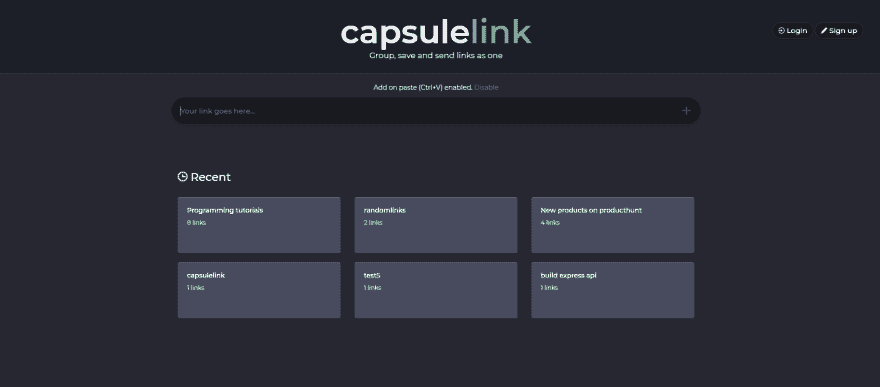 capsulelink
Group, save and send links as one
Login
Sign up
Add on paste (Ctrl+V) enabled. Disable
Your link goes here...
Recent
Programming tutorials
6 links
randomlinks
2 links
New products on producthunt
4 links
capsulelink
1 links
test5
1 links
build express api
1 links